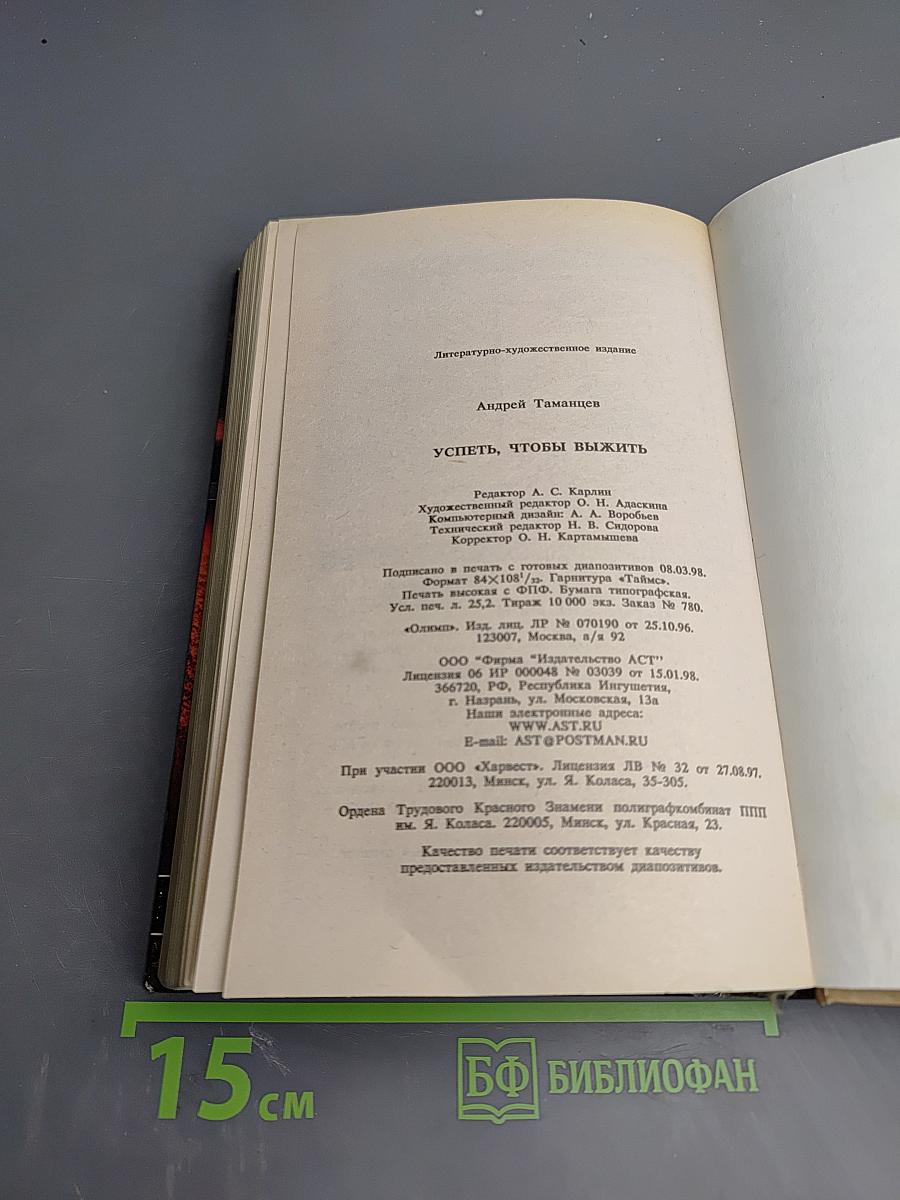 Литературно-художественное издание
Андрей Таманцев
УСПЕТЬ, ЧТОБЫ ВЫЖИТЬ
Редактор А. С. Карлин
Художественный редактор О. Н. Адаскина
Компьютерный дизайн: А. А. Воробьев
Технический редактор Н. В. Сидорова
Корректор О. Н. Картамышева
Подписано в печать с готовых диапозитивов 08.03.98.
Формат 84×108¹/₃₂. Гарнитура «Таймс».
Печать высокая с ФПФ. Бумага типографская.
Усл. печ. л. 25,2. Тираж 10 000 экз. Заказ № 780.
«Олимп». Изд. лиц. ЛР № 070190 от 25.10.96.
123007, Москва, а/я 92
ООО "Фирма "Издательство АСТ"
Лицензия 06 ИР 000048 № 03039 от 15.01.98.
366720, РФ, Республика Ингушетия,
г. Назрань, ул. Московская, 13а
Наши электронные адреса:
WWW.AST.RU
E-mail: AST@POSTMAN.RU
При участии ООО «Харвест». Лицензия ЛВ № 32 от 27.08.97.
220013, Минск, ул. Я. Коласа, 35-305.
Ордена Трудового Красного Знамени полиграфкомбинат ППП
им. Я. Коласа. 220005, Минск, ул. Красная, 23.
Качество печати соответствует качеству
предоставленных издательством диапозитивов.
15 см
БФ БИБЛИОФАН